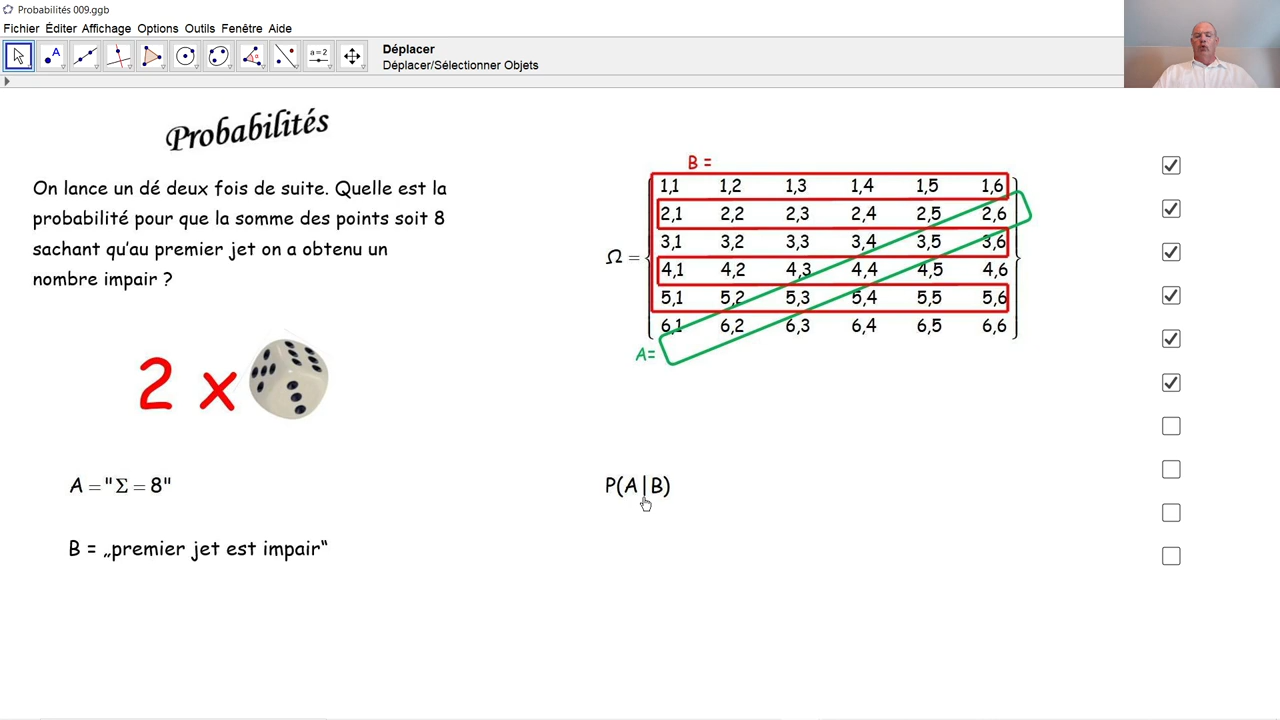 Probabilités 009.ggb
Fichier Éditer Affichage Options Outils Fenêtre Aide
A
a=2
Déplacer
Déplacer/Sélectionner Objets
Probabilités
On lance un dé deux fois de suite. Quelle est la
probabilité pour que la somme des points soit 8
sachant qu'au premier jet on a obtenu un
nombre impair ?
2 x
A = "Σ = 8"
B = „premier jet est impair“
B =
1,1 1,2 1,3 1,4 1,5 1,6
2,1 2,2 2,3 2,4 2,5 2,6
3,1 3,2 3,3 3,4 3,5 3,6
Ω =
4,1 4,2 4,3 4,4 4,5 4,6
5,1 5,2 5,3 5,4 5,5 5,6
6,1 6,2 6,3 6,4 6,5 6,6
A=
P(A|B)